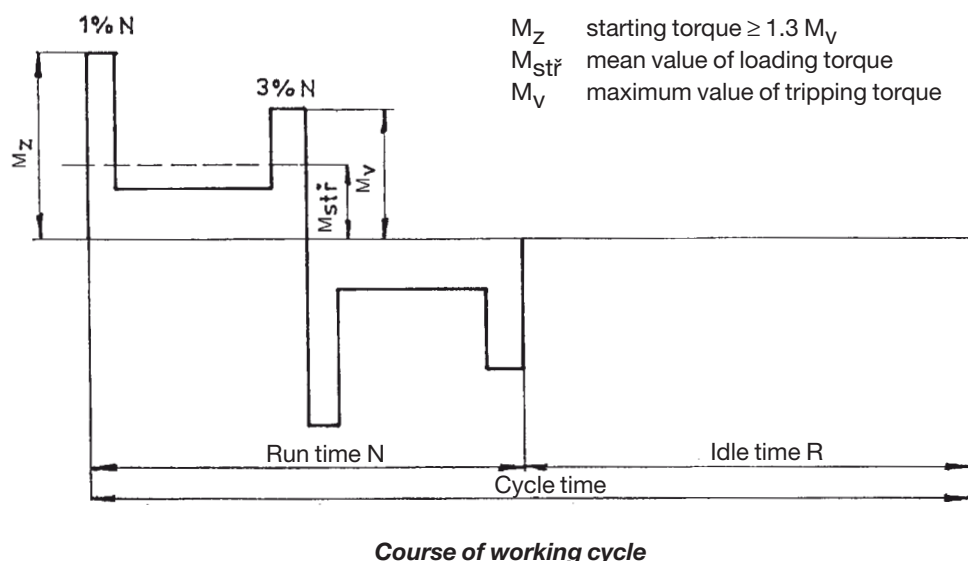 1% N
3% N
M_Z starting torque ≥ 1.3 M_V
M_stř mean value of loading torque
M_V maximum value of tripping torque
M_Z
M_stř
M_V
Run time N
Idle time R
Cycle time
Course of working cycle